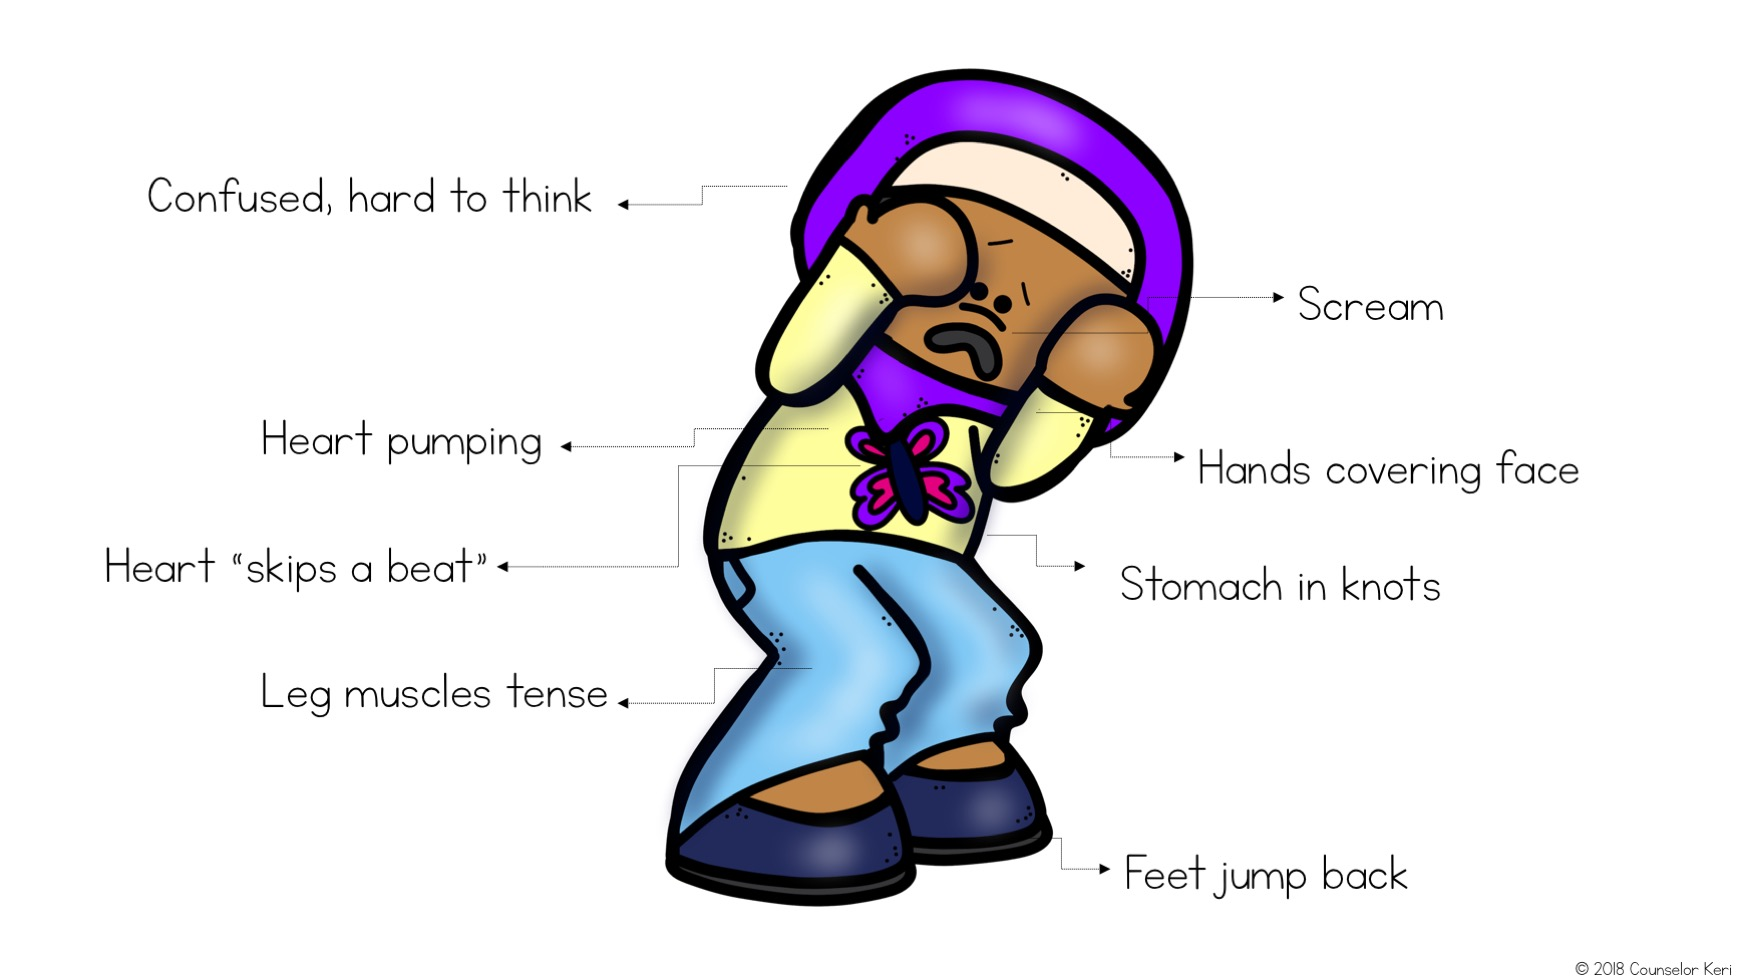 Confused, hard to think
Scream
Heart pumping
Hands covering face
Heart “skips a beat”
Stomach in knots
Leg muscles tense
Feet jump back
© 2018 Counselor Keri